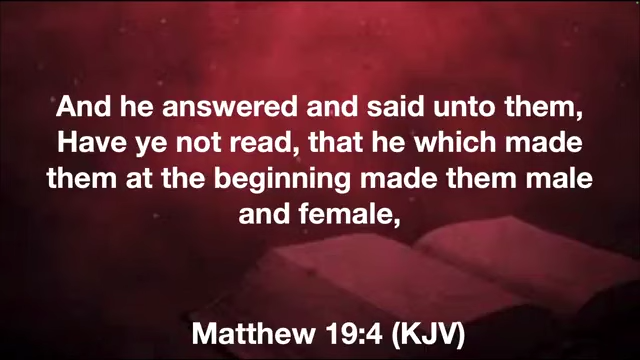 And he answered and said unto them,
Have ye not read, that he which made
them at the beginning made them male
and female,
Matthew 19:4 (KJV)